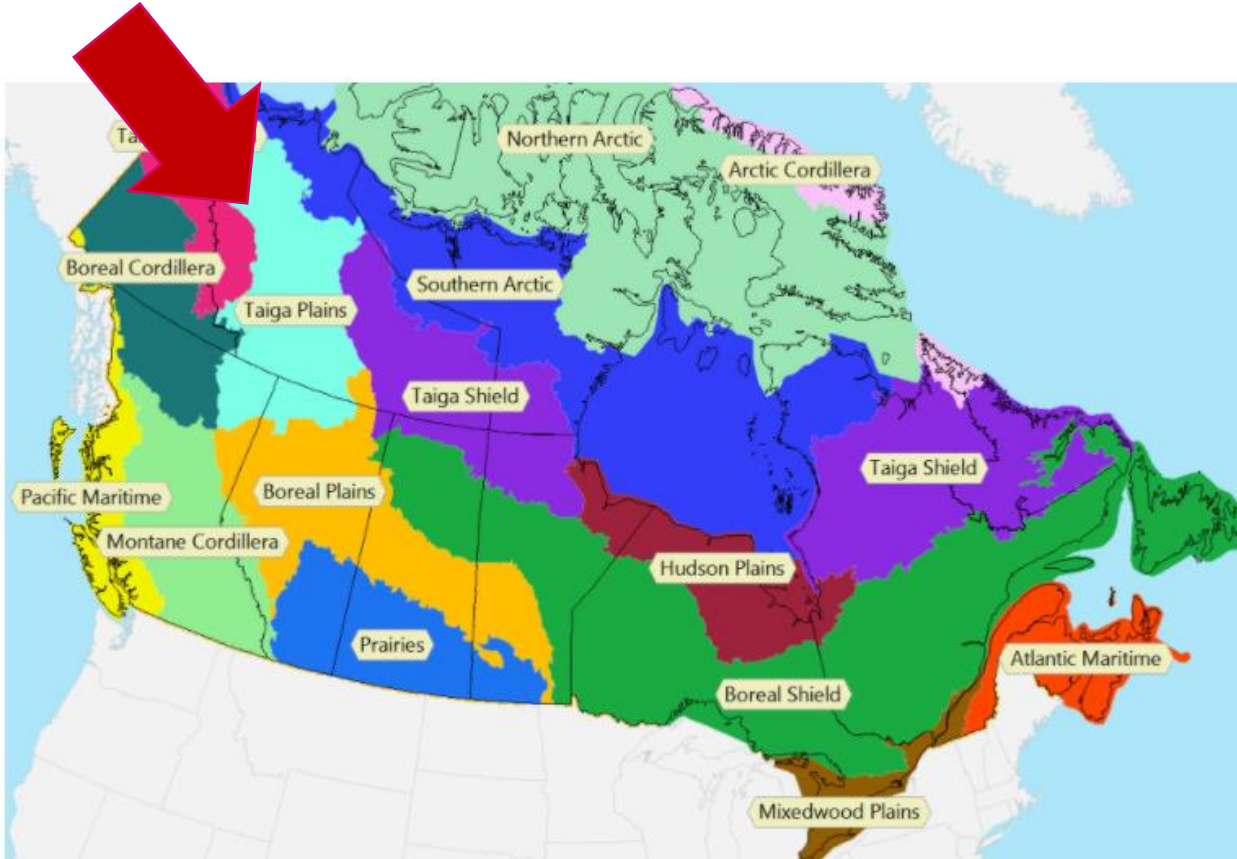 Northern Arctic
Arctic Cordillera
Boreal Cordillera
Southern Arctic
Taiga Plains
Taiga Shield
Taiga Shield
Pacific Maritime
Boreal Plains
Montane Cordillera
Hudson Plains
Prairies
Atlantic Maritime
Boreal Shield
Mixedwood Plains